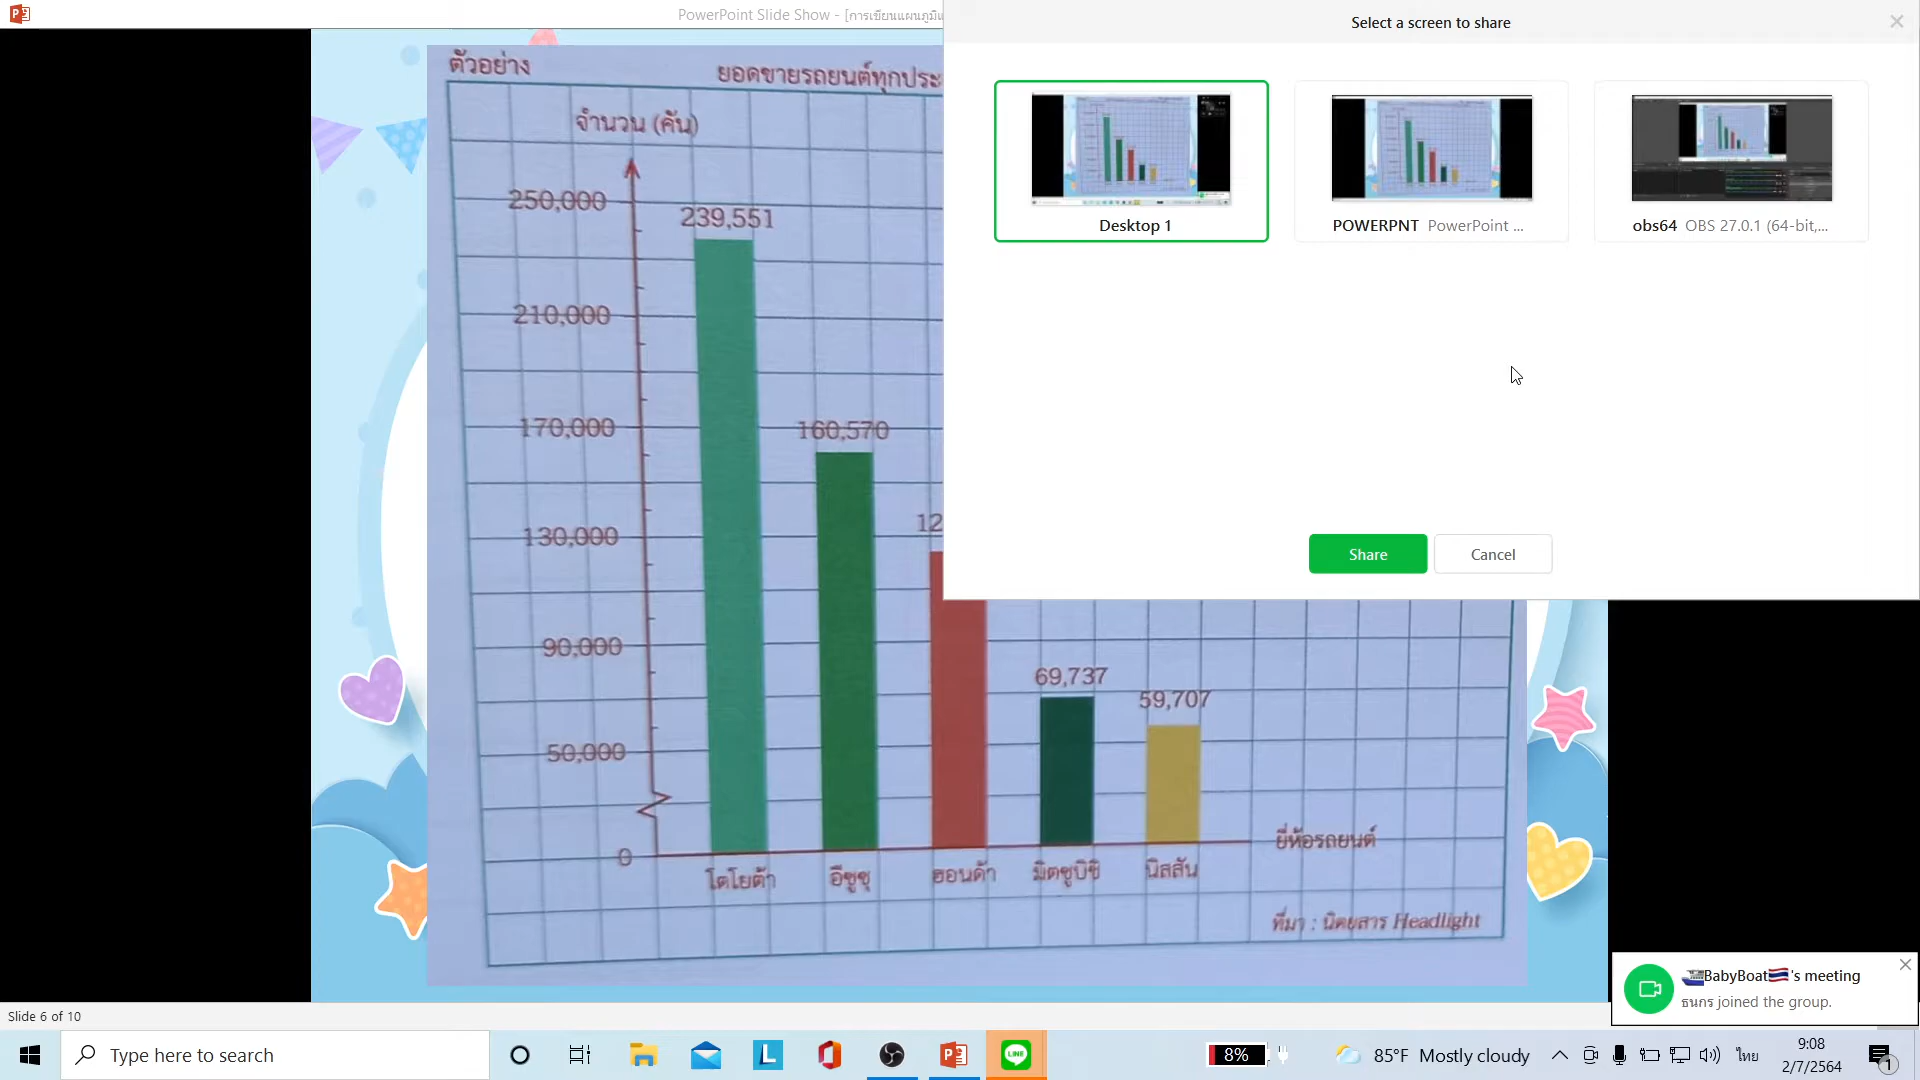 PowerPoint Slide Show - [การเขียนแผนภูมิแ
Select a screen to share
Desktop 1
POWERPNT PowerPoint ...
obs64 OBS 27.0.1 (64-bit,...
Share
Cancel
ตัวอย่าง
ยอดขายรถยนต์ทุกประ
จำนวน (คัน)
250,000
239,551
210,000
170,000
160,570
12
130,000
90,000
69,737
59,707
50,000
0
ยี่ห้อรถยนต์
โตโยต้า อีซูซุ ฮอนด้า มิตซูบิชิ นิสสัน
ที่มา : นิตยสาร Headlight
BabyBoat's meeting
ธนกร joined the group.
Slide 6 of 10
Type here to search
L
LINE
8%
85°F Mostly cloudy
ไทย
9:08
2/7/2564
1